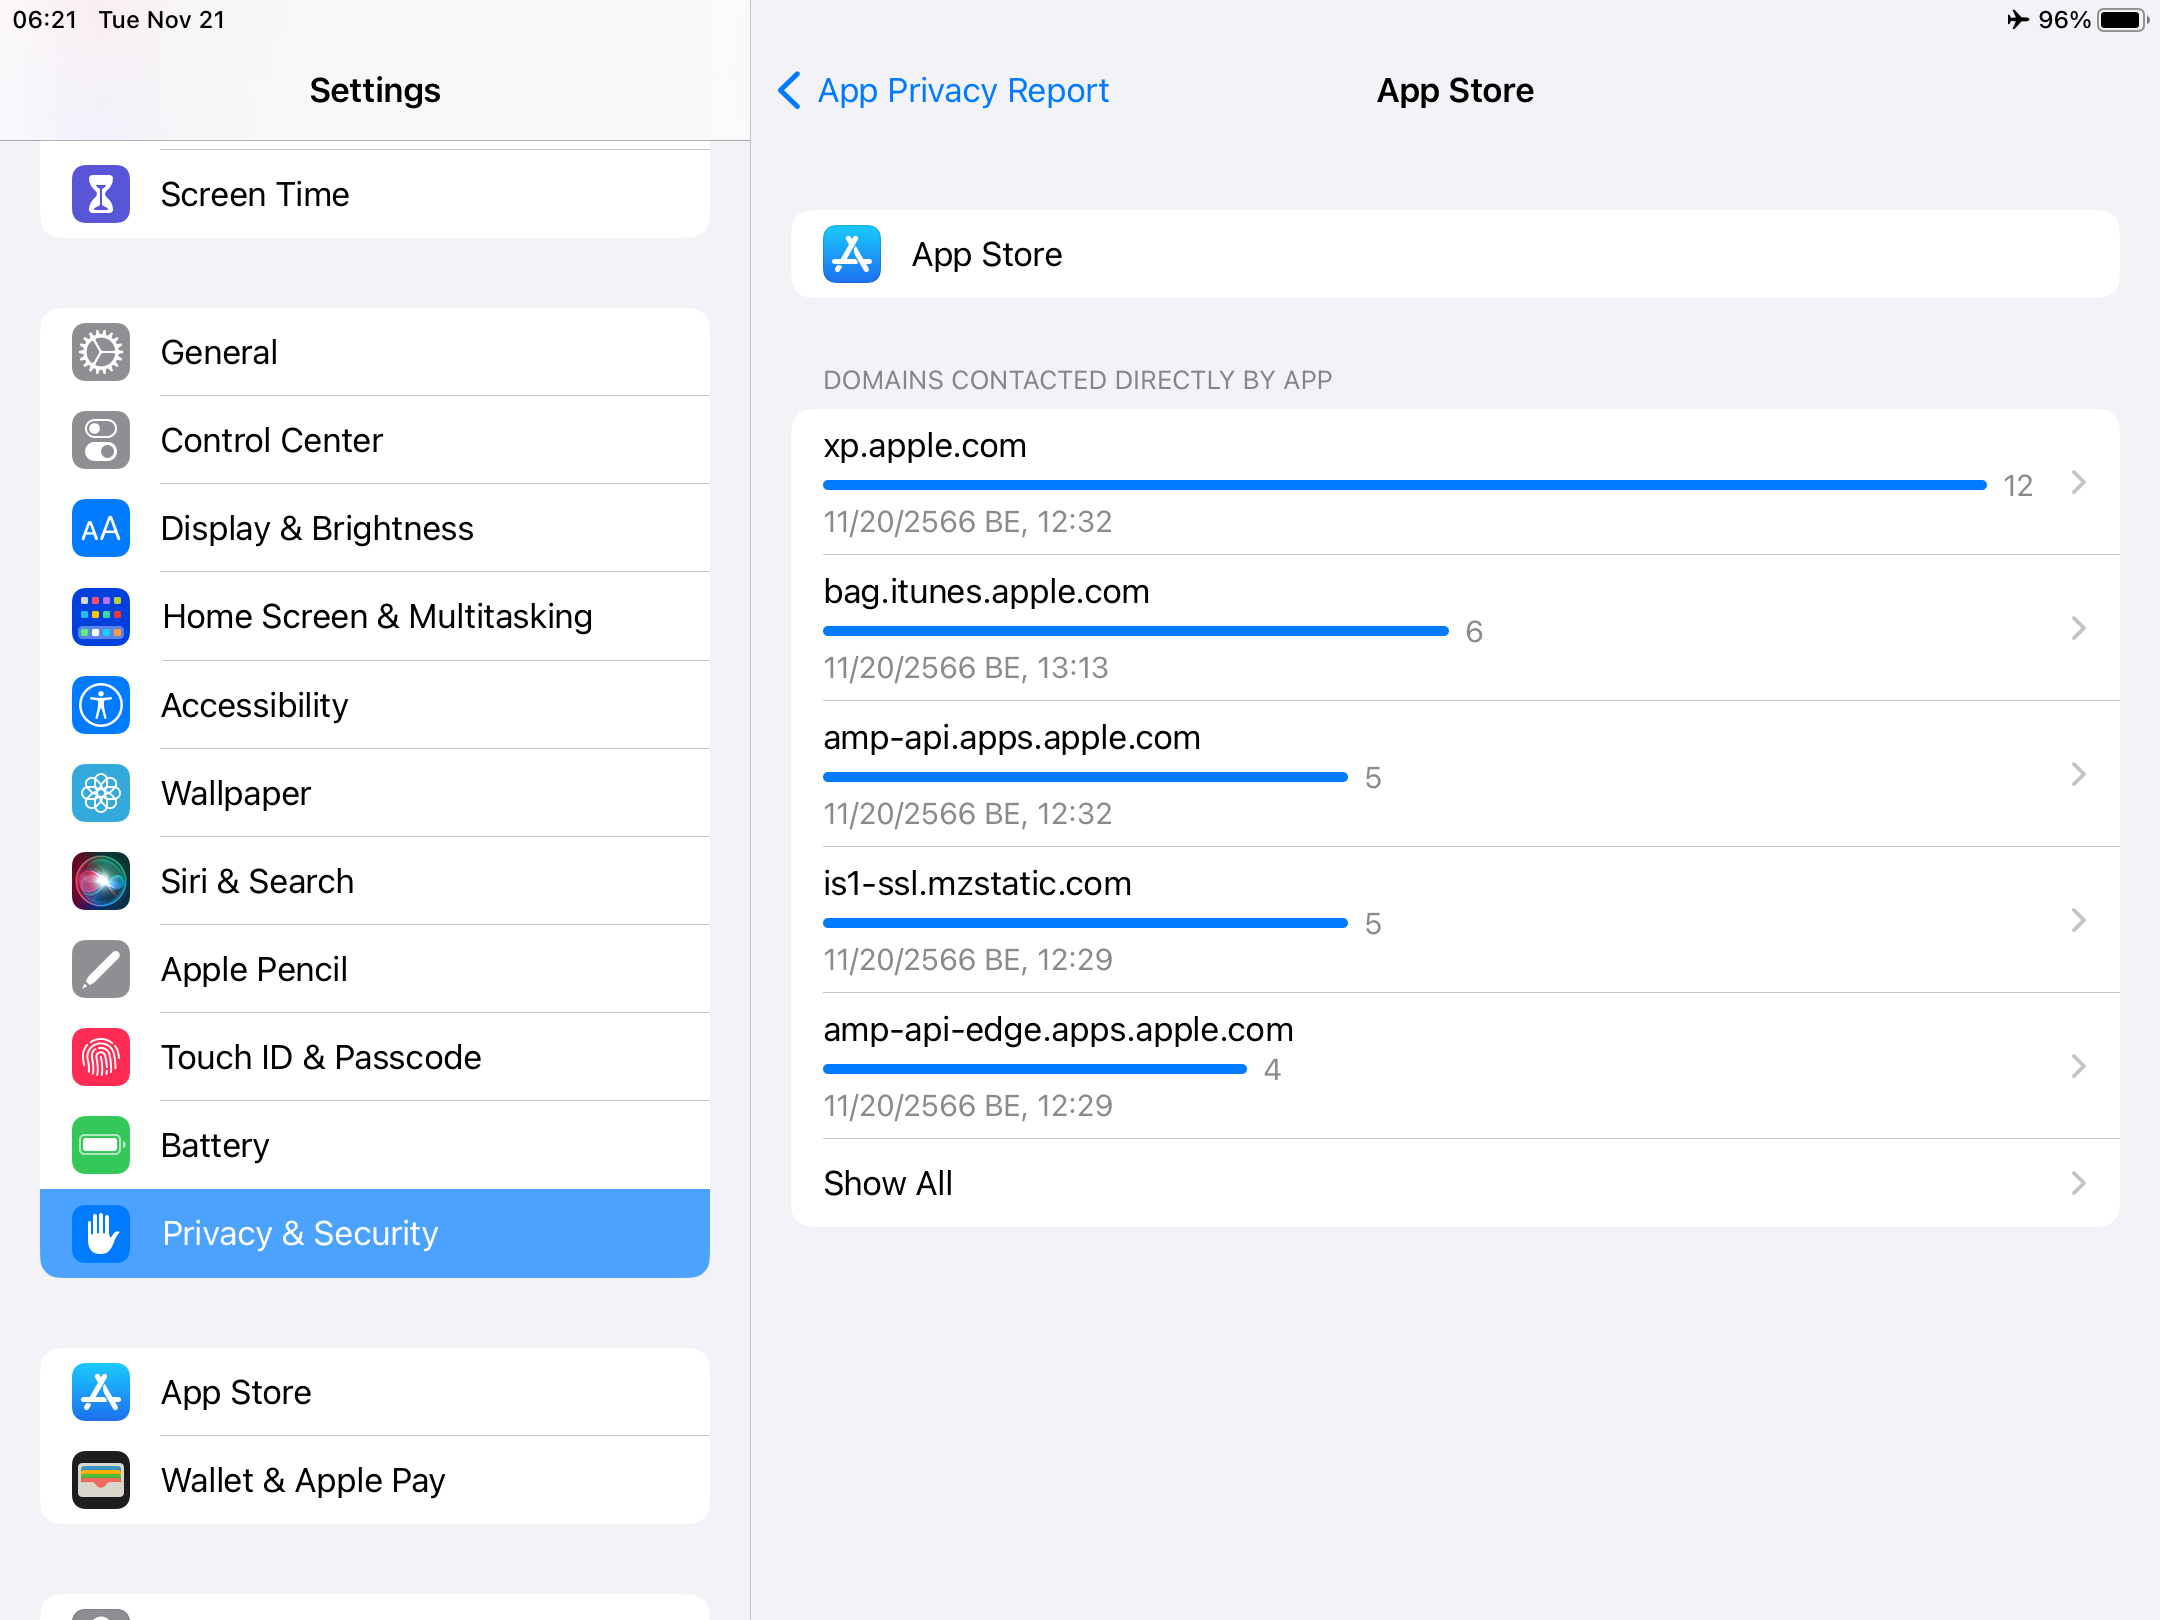 06:21 Tue Nov 21
96%
Settings
Screen Time
General
Control Center
AA Display & Brightness
Home Screen & Multitasking
Accessibility
Wallpaper
Siri & Search
Apple Pencil
Touch ID & Passcode
Battery
Privacy & Security
App Store
Wallet & Apple Pay
App Privacy Report
App Store
App Store
DOMAINS CONTACTED DIRECTLY BY APP
xp.apple.com
12
11/20/2566 BE, 12:32
bag.itunes.apple.com
6
11/20/2566 BE, 13:13
amp-api.apps.apple.com
5
11/20/2566 BE, 12:32
is1-ssl.mzstatic.com
5
11/20/2566 BE, 12:29
amp-api-edge.apps.apple.com
4
11/20/2566 BE, 12:29
Show All